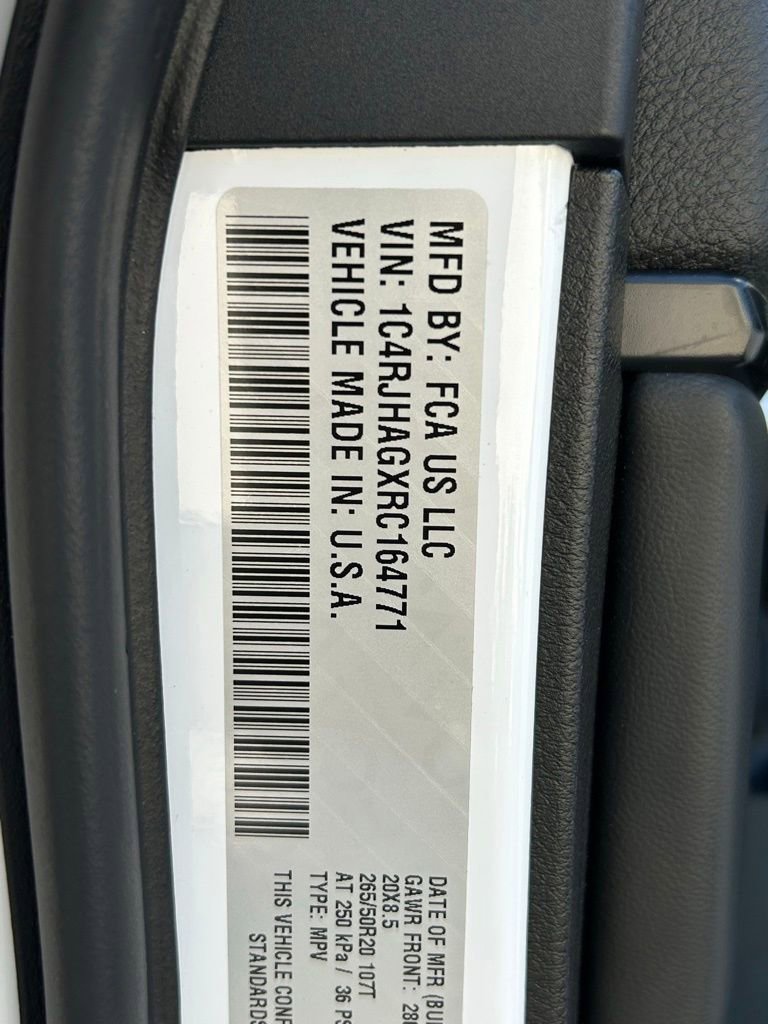 MFD BY: FCA US LLC
VIN: 1C4RJHAGXRC164771
VEHICLE MADE IN: U.S.A.
DATE OF MFR
GAWR FRONT:
20X8.5
265/50R20 107T
AT 250 kPa / 36
TYPE: MPV
THIS VEHICLE
STANDARDS